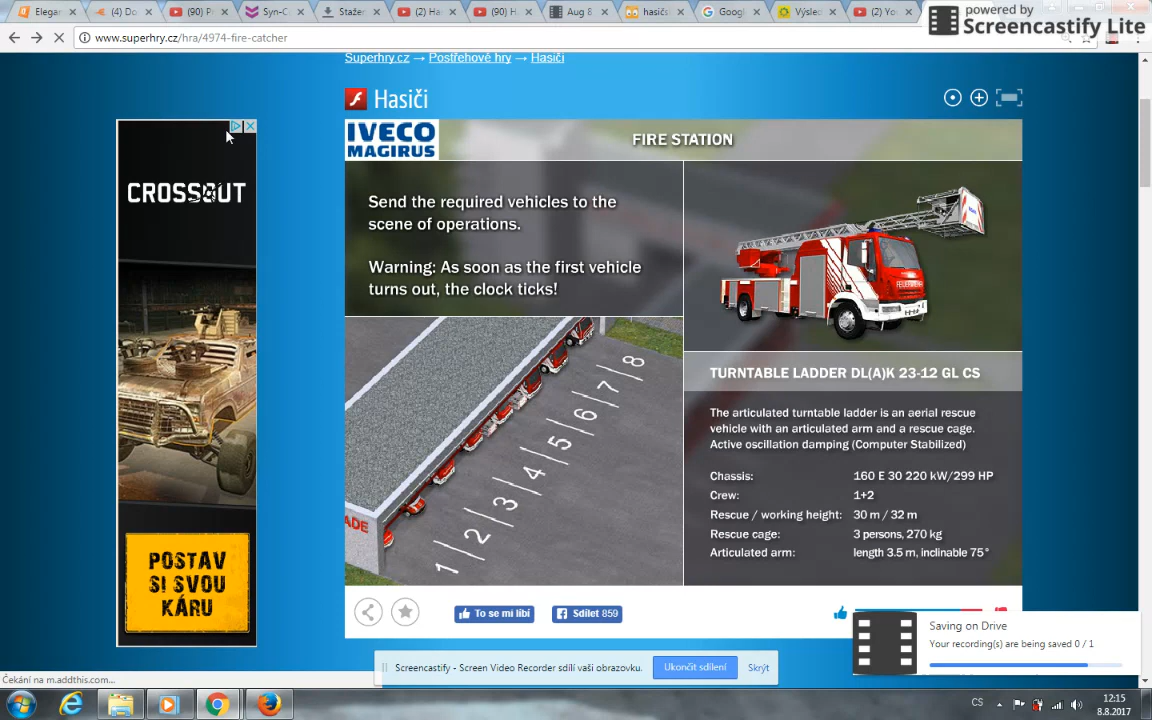 Elegan
(4) Do
(90) Pi
Syn-C
Stažer
(2) Ha
(90) H
Aug 8
hasičs
Googl
Výsled
(2) Yo
powered by
Screencastify Lite
www.superhry.cz/hra/4974-fire-catcher
Superhry.cz → Postřehové hry → Hasiči
Hasiči
IVECO
MAGIRUS
FIRE STATION
CROSSOUT
Send the required vehicles to the
scene of operations.
Warning: As soon as the first vehicle
turns out, the clock ticks!
FEUERWEHR
TURNTABLE LADDER DL(A)K 23-12 GL CS
The articulated turntable ladder is an aerial rescue
vehicle with an articulated arm and a rescue cage.
Active oscillation damping (Computer Stabilized)
Chassis: 160 E 30 220 kW/299 HP
Crew: 1+2
Rescue / working height: 30 m / 32 m
Rescue cage: 3 persons, 270 kg
Articulated arm: length 3.5 m, inclinable 75°
ADE
1 2 3 4 5 6 7 8
POSTAV
SI SVOU
KÁRU
To se mi líbí
Sdílet 859
Saving on Drive
Your recording(s) are being saved 0 / 1
Screencastify - Screen Video Recorder sdílí vaši obrazovku.
Ukončit sdílení
Skrýt
Čekání na m.addthis.com...
CS
12:15
8.8.2017